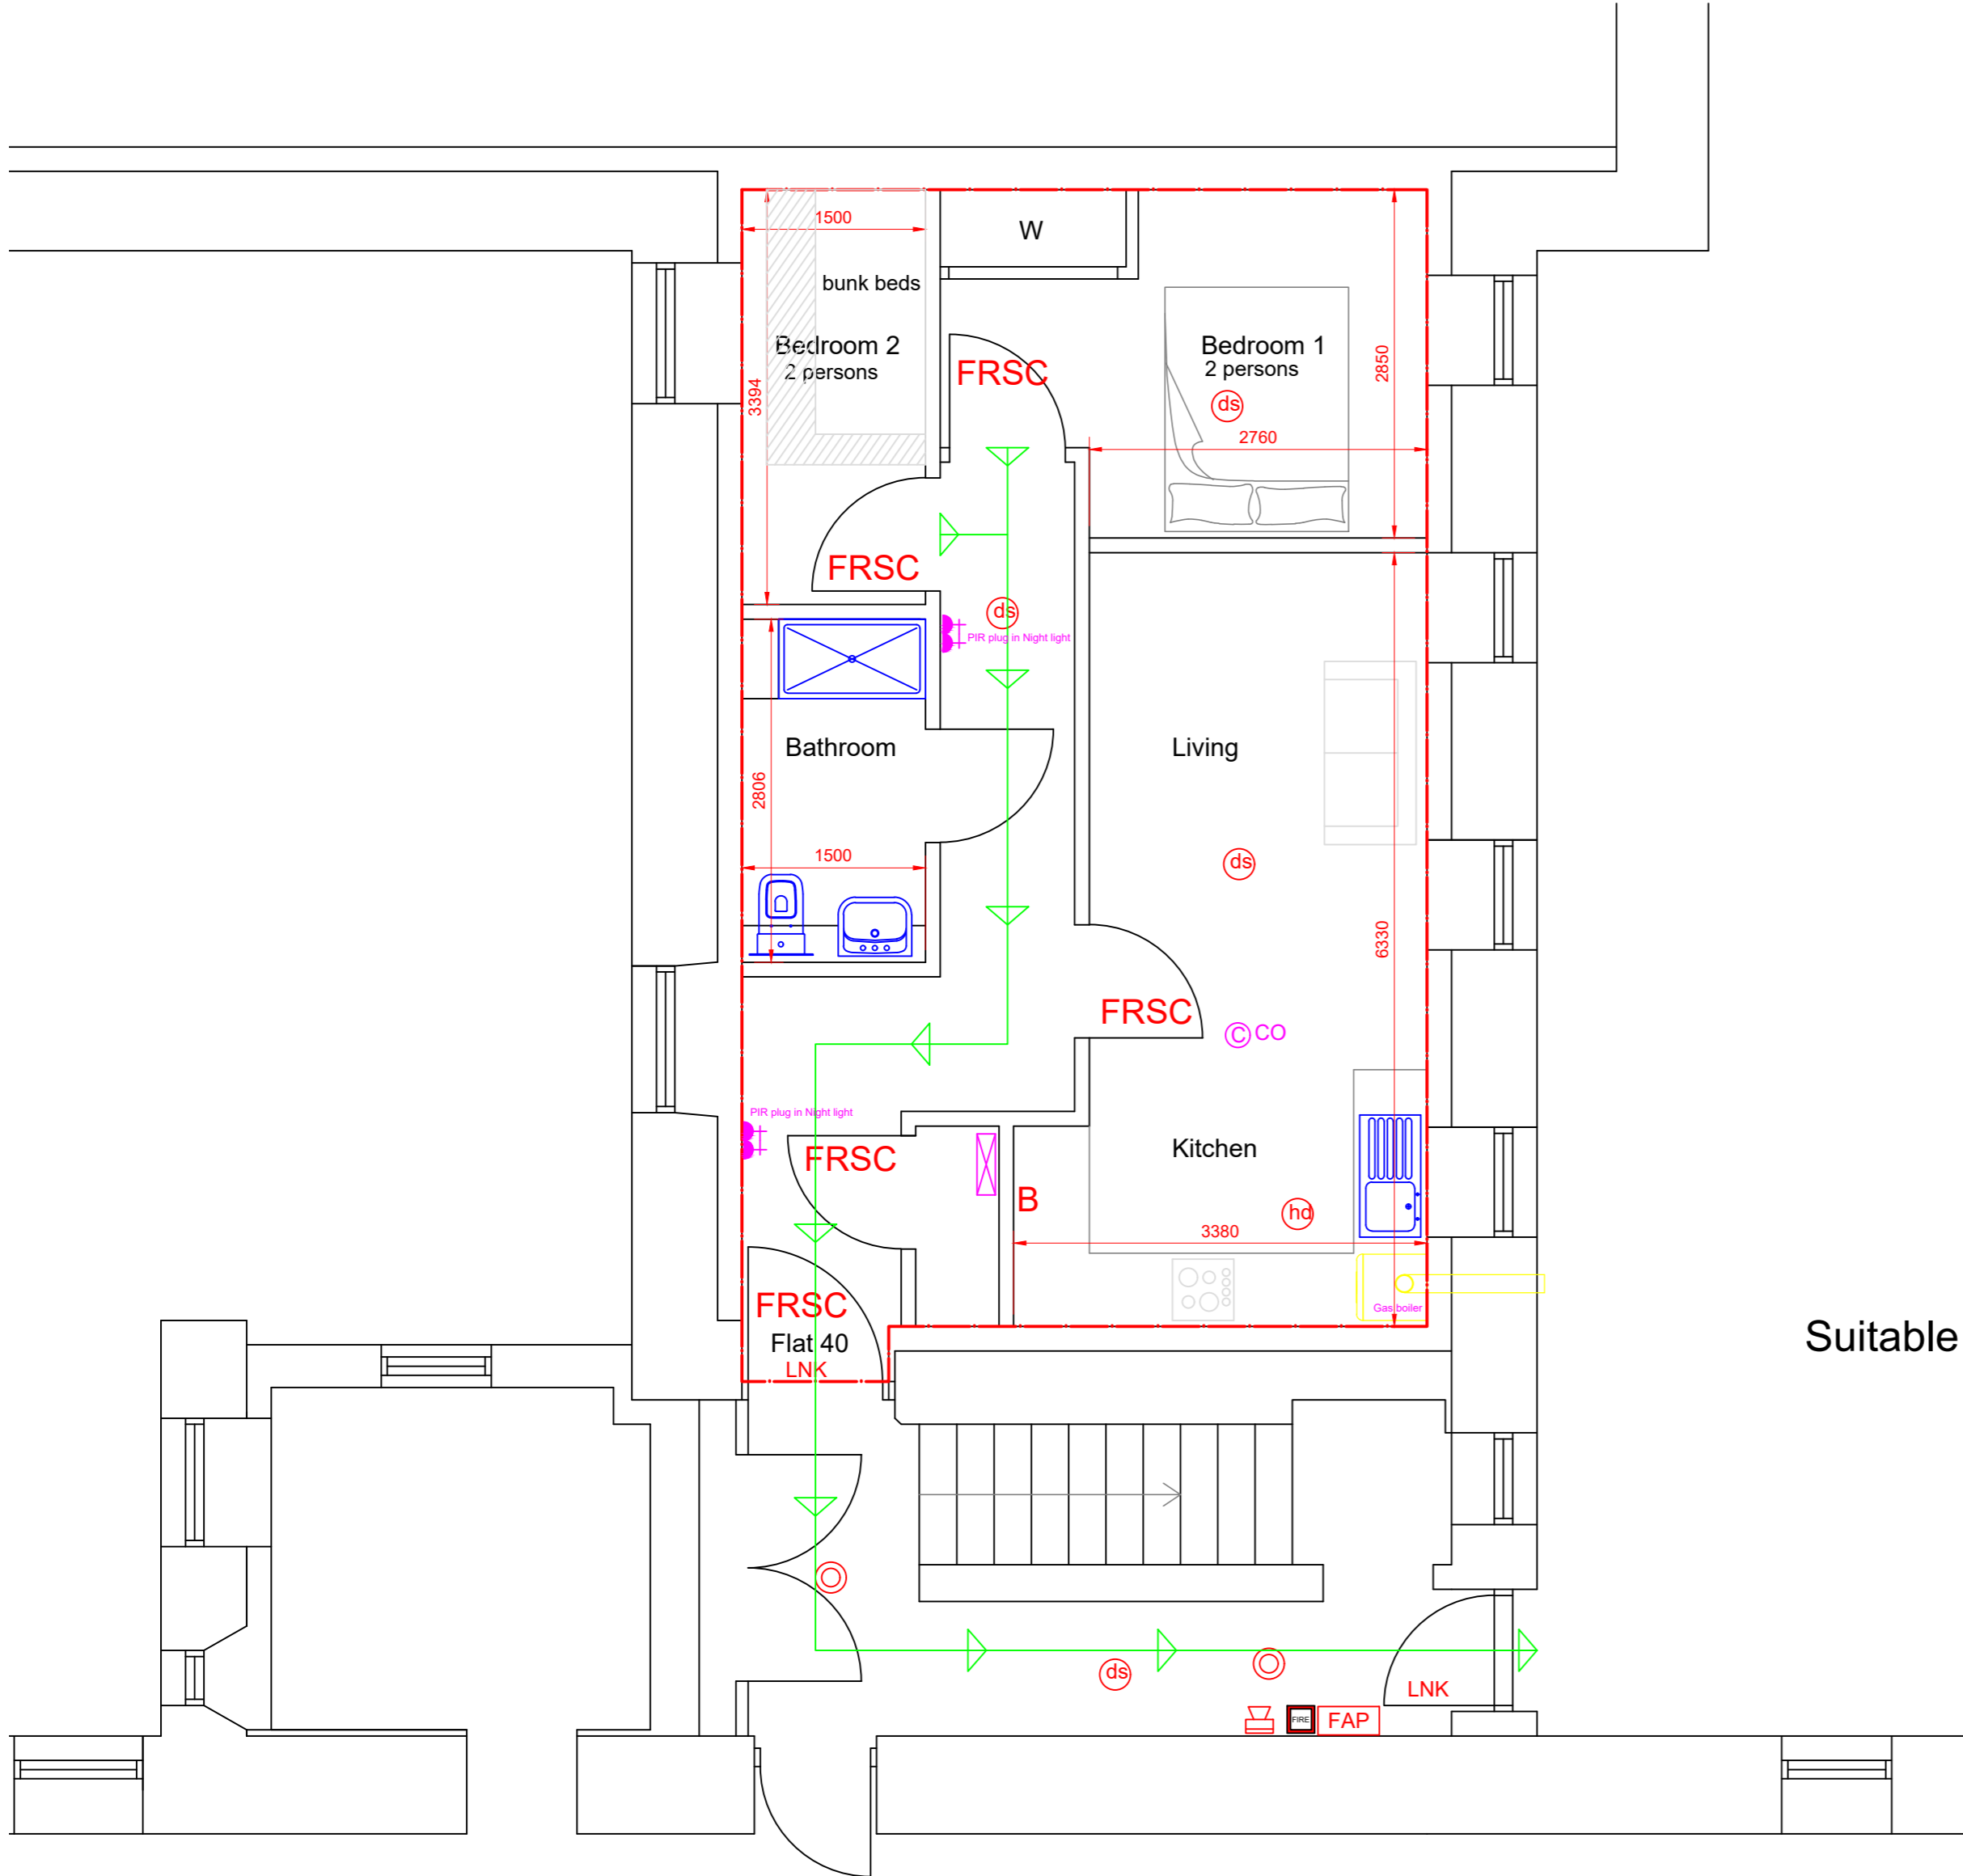 1500
W
bunk beds
Bedroom 2
2 persons
3394
FRSC
Bedroom 1
2 persons
ds
2850
2760
FRSC
ds
PIR plug in Night light
Bathroom
2806
1500
Living
ds
6330
FRSC
C CO
PIR plug in Night light
FRSC
Kitchen
B
hd
3380
Gas boiler
FRSC
Flat 40
LNK
Suitable
ds
LNK
FIRE
FAP